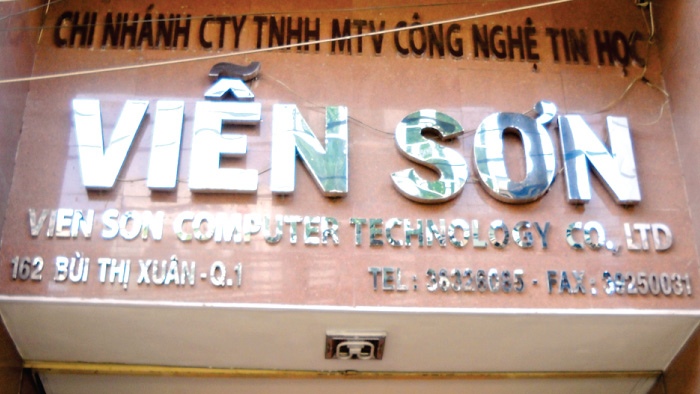 CHI NHÁNH CTY TNHH MTV CÔNG NGHỆ TIN HỌC
VIỄN SƠN
VIEN SON COMPUTER TECHNOLOGY CO., LTD
162 BÙI THỊ XUÂN - Q.1
TEL : - FAX : 39250031